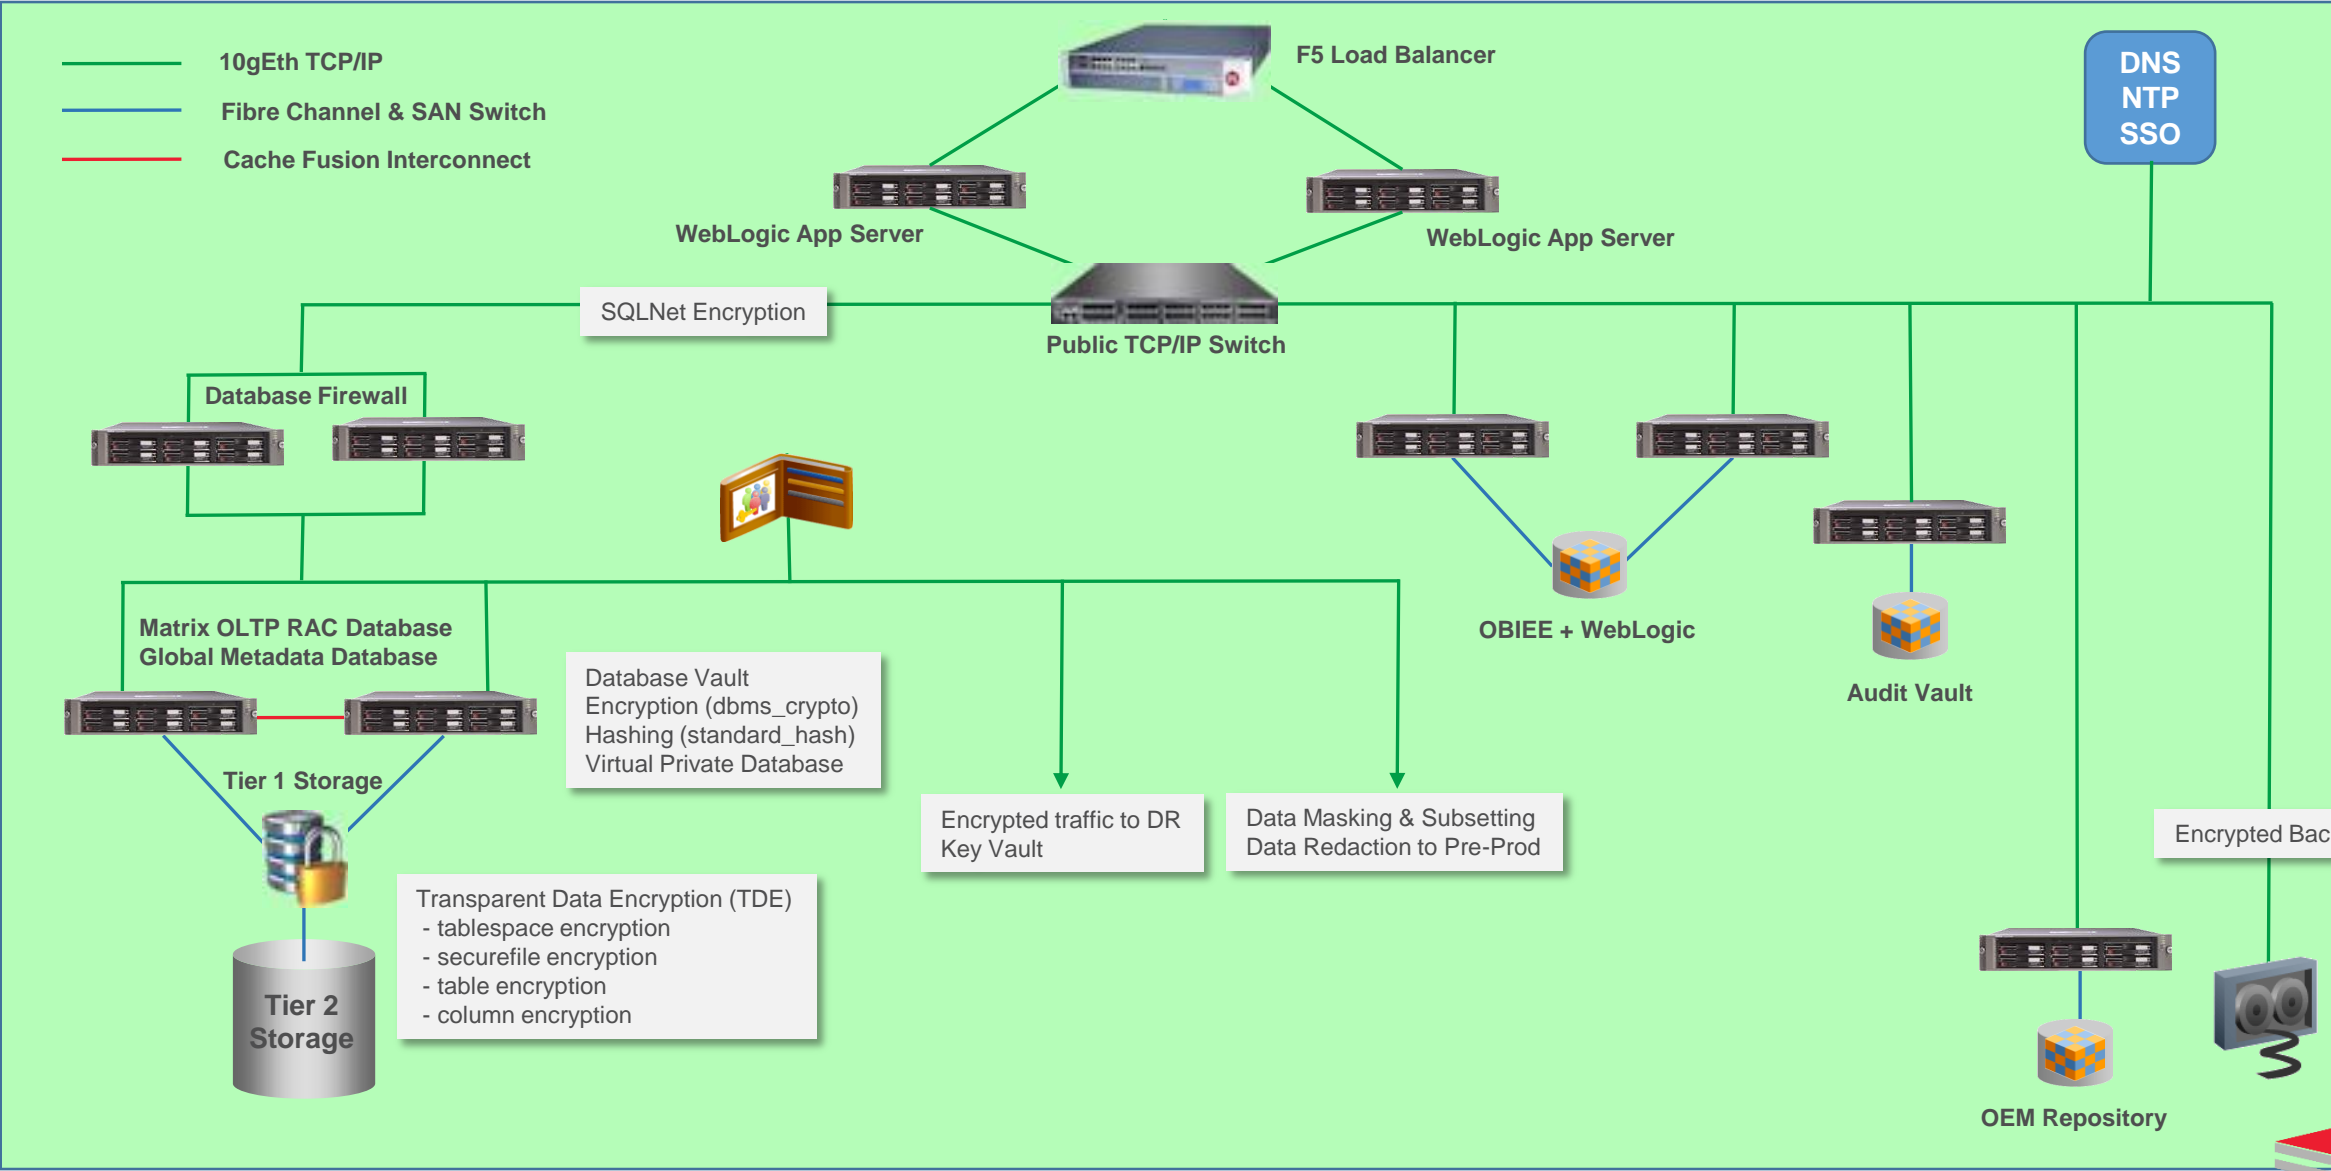 10gEth TCP/IP
Fibre Channel & SAN Switch
Cache Fusion Interconnect
F5 Load Balancer
DNS
NTP
SSO
WebLogic App Server
WebLogic App Server
SQLNet Encryption
Public TCP/IP Switch
Database Firewall
Matrix OLTP RAC Database
Global Metadata Database
OBIEE + WebLogic
Audit Vault
Database Vault
Encryption (dbms_crypto)
Hashing (standard_hash)
Virtual Private Database
Tier 1 Storage
Encrypted traffic to DR
Key Vault
Data Masking & Subsetting
Data Redaction to Pre-Prod
Encrypted Bac
Transparent Data Encryption (TDE)
- tablespace encryption
- securefile encryption
- table encryption
- column encryption
Tier 2
Storage
OEM Repository